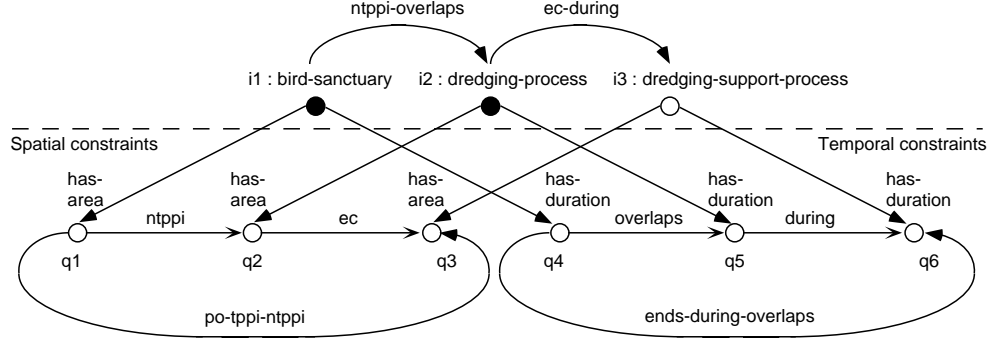 ntppi-overlaps
ec-during
i1 : bird-sanctuary
i2 : dredging-process
i3 : dredging-support-process
Spatial constraints
Temporal constraints
has-
area
has-
area
has-
area
has-
duration
has-
duration
has-
duration
ntppi
ec
overlaps
during
q1
q2
q3
q4
q5
q6
po-tppi-ntppi
ends-during-overlaps